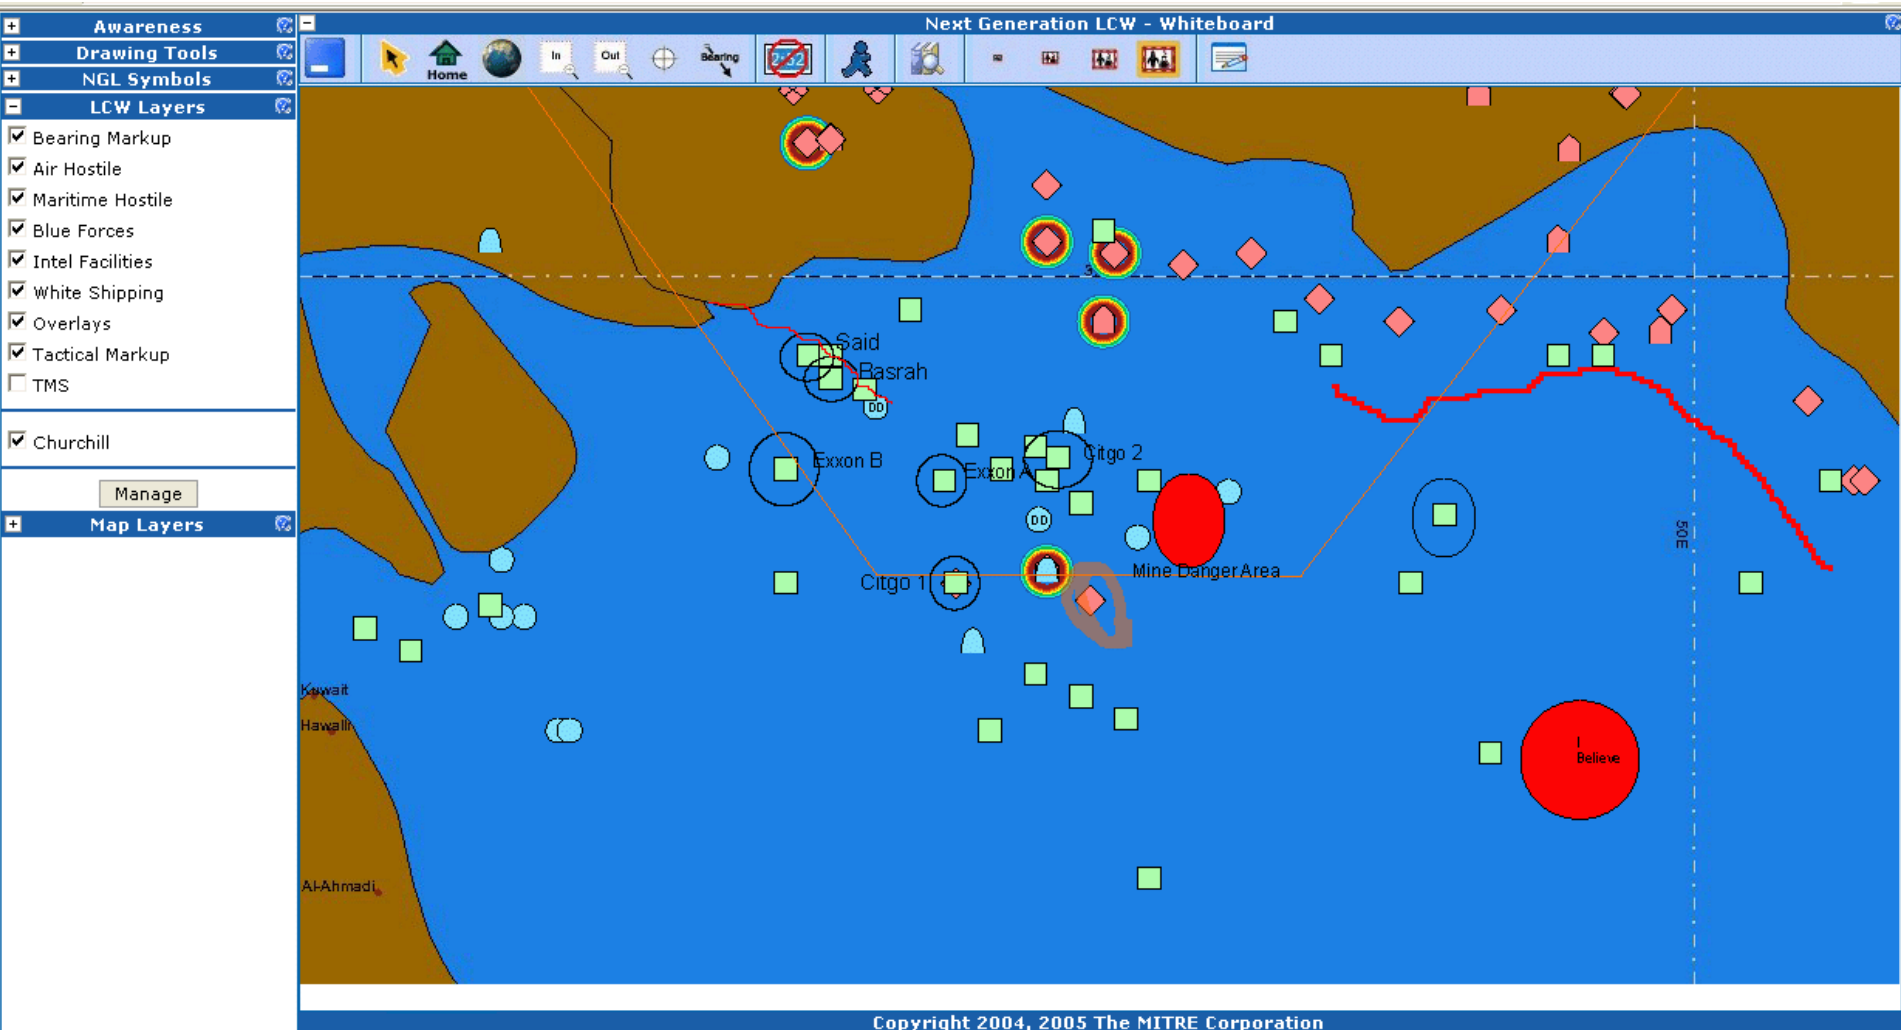 Awareness
Drawing Tools
NGL Symbols
LCW Layers
Bearing Markup
Air Hostile
Maritime Hostile
Blue Forces
Intel Facilities
White Shipping
Overlays
Tactical Markup
TMS
Churchill
Manage
Map Layers
Next Generation LCW - Whiteboard
Home
In
Out
Bearing
3
Said
Basrah
DD
Exxon B
Exxon A
Citgo 2
DD
50E
Citgo 1
Mine Danger Area
Kuwait
Hawalli
I
Believe
Al-Ahmadi
Copyright 2004, 2005 The MITRE Corporation